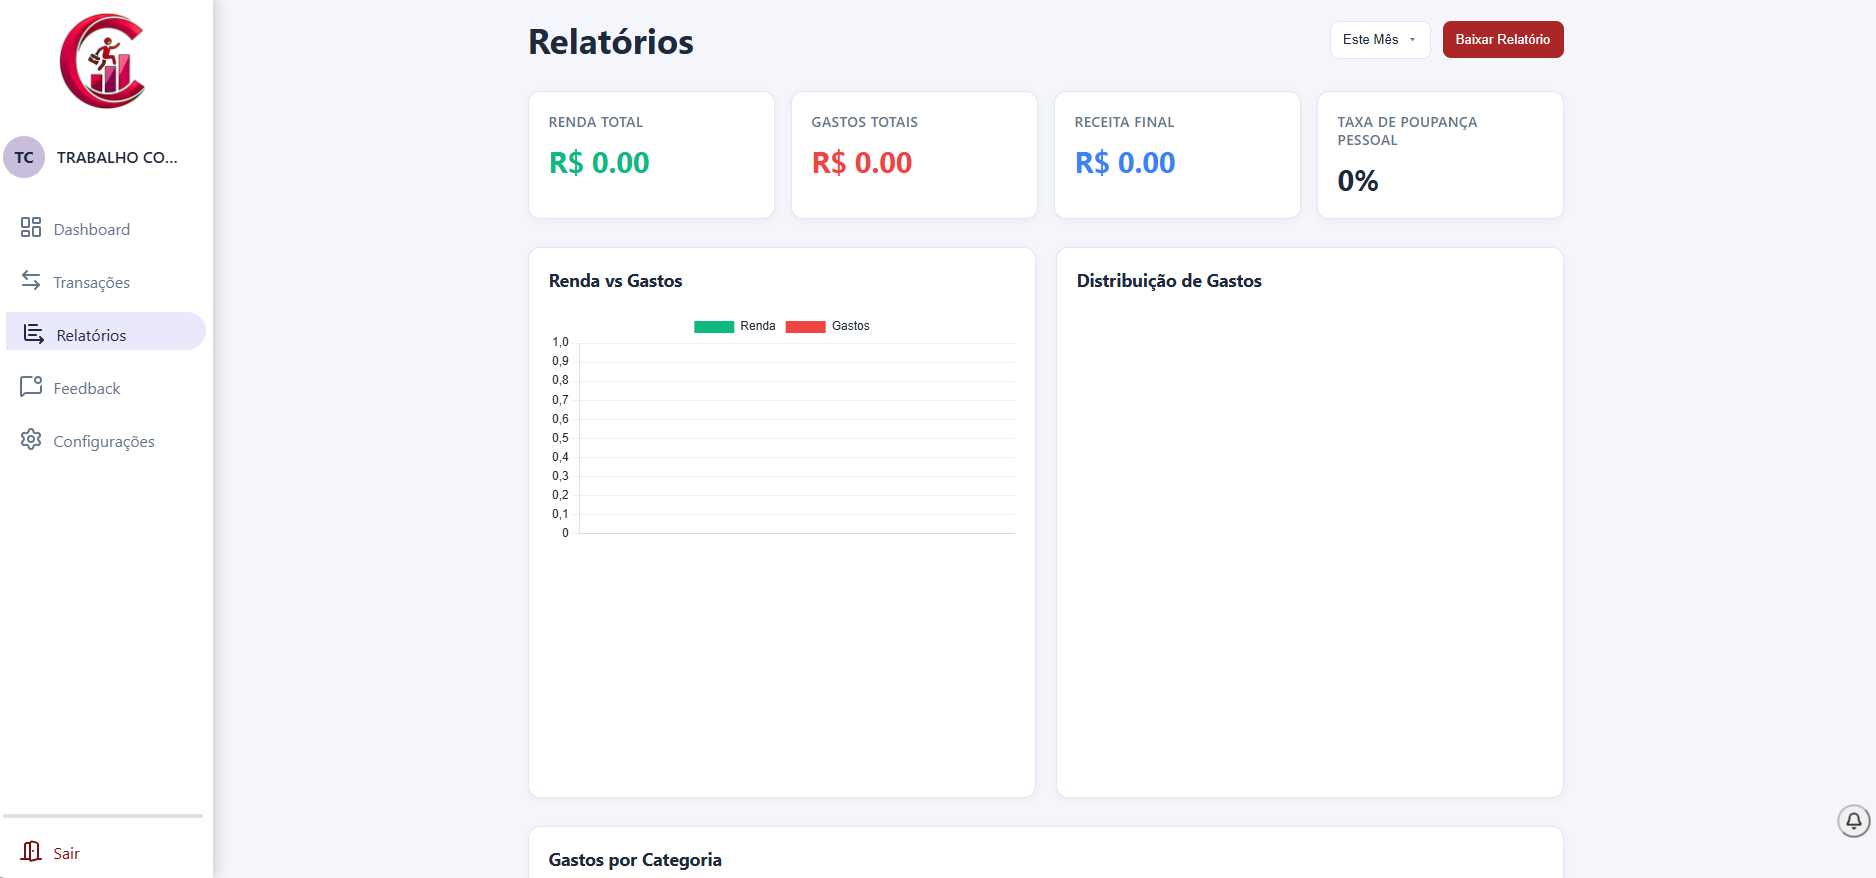 TC
TRABALHO CO...
Dashboard
Transações
Relatórios
Feedback
Configurações
Sair
Relatórios
Este Mês
Baixar Relatório
RENDA TOTAL
R$ 0.00
GASTOS TOTAIS
R$ 0.00
RECEITA FINAL
R$ 0.00
TAXA DE POUPANÇA
PESSOAL
0%
Renda vs Gastos
Renda
Gastos
1,0
0,9
0,8
0,7
0,6
0,5
0,4
0,3
0,2
0,1
0
Distribuição de Gastos
Gastos por Categoria